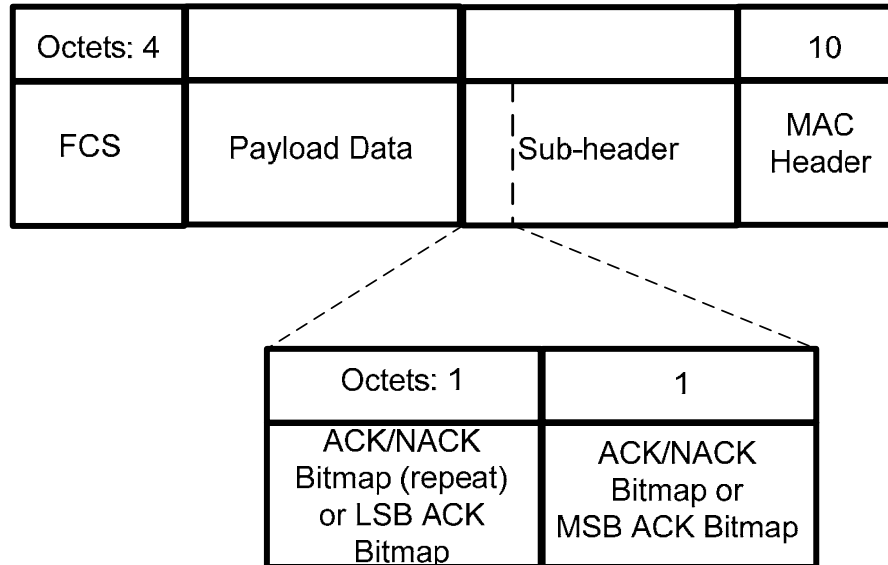 Octets: 4
10
FCS
Payload Data
Sub-header
MAC
Header
Octets: 1
1
ACK/NACK
Bitmap (repeat)
or LSB ACK
Bitmap
ACK/NACK
Bitmap or
MSB ACK Bitmap